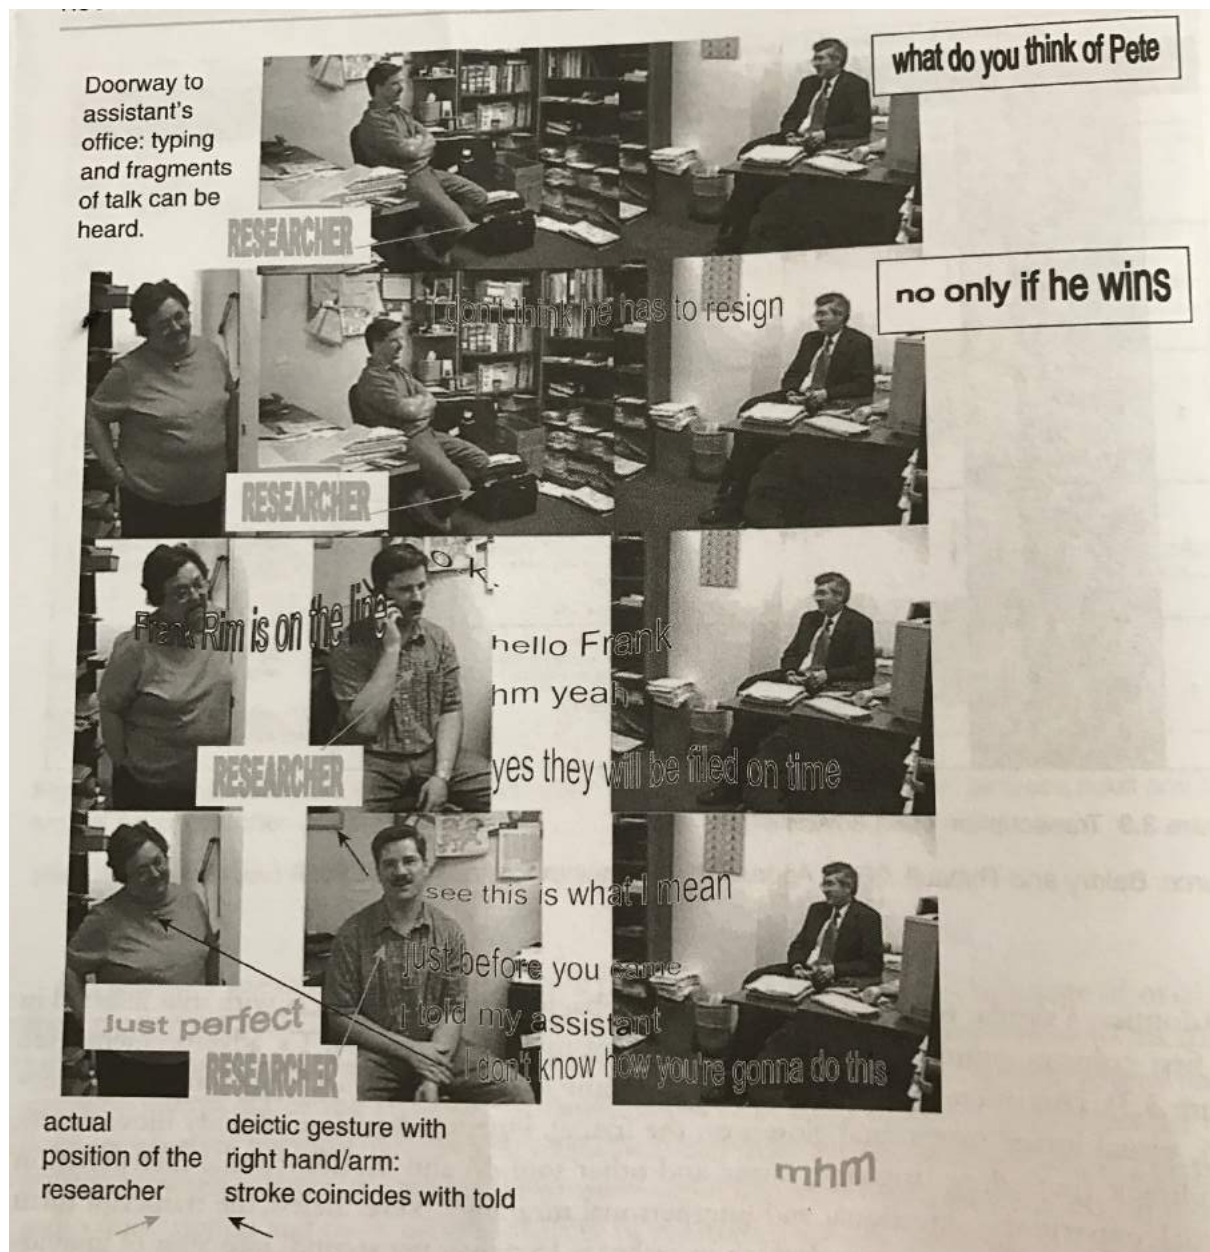 Doorway to
assistant's
office: typing
and fragments
of talk can be
heard.
what do you think of Pete
RESEARCHER
no only if he wins
don't think he has to resign
RESEARCHER
o.k.
Frank Rim is on the line
hello Frank
hm yeah
yes they will be filed on time
RESEARCHER
see this is what I mean
just before you came
I told my assistant
I don't know how you're gonna do this
Just perfect
RESEARCHER
actual
position of the
researcher
deictic gesture with
right hand/arm:
stroke coincides with told
mhm